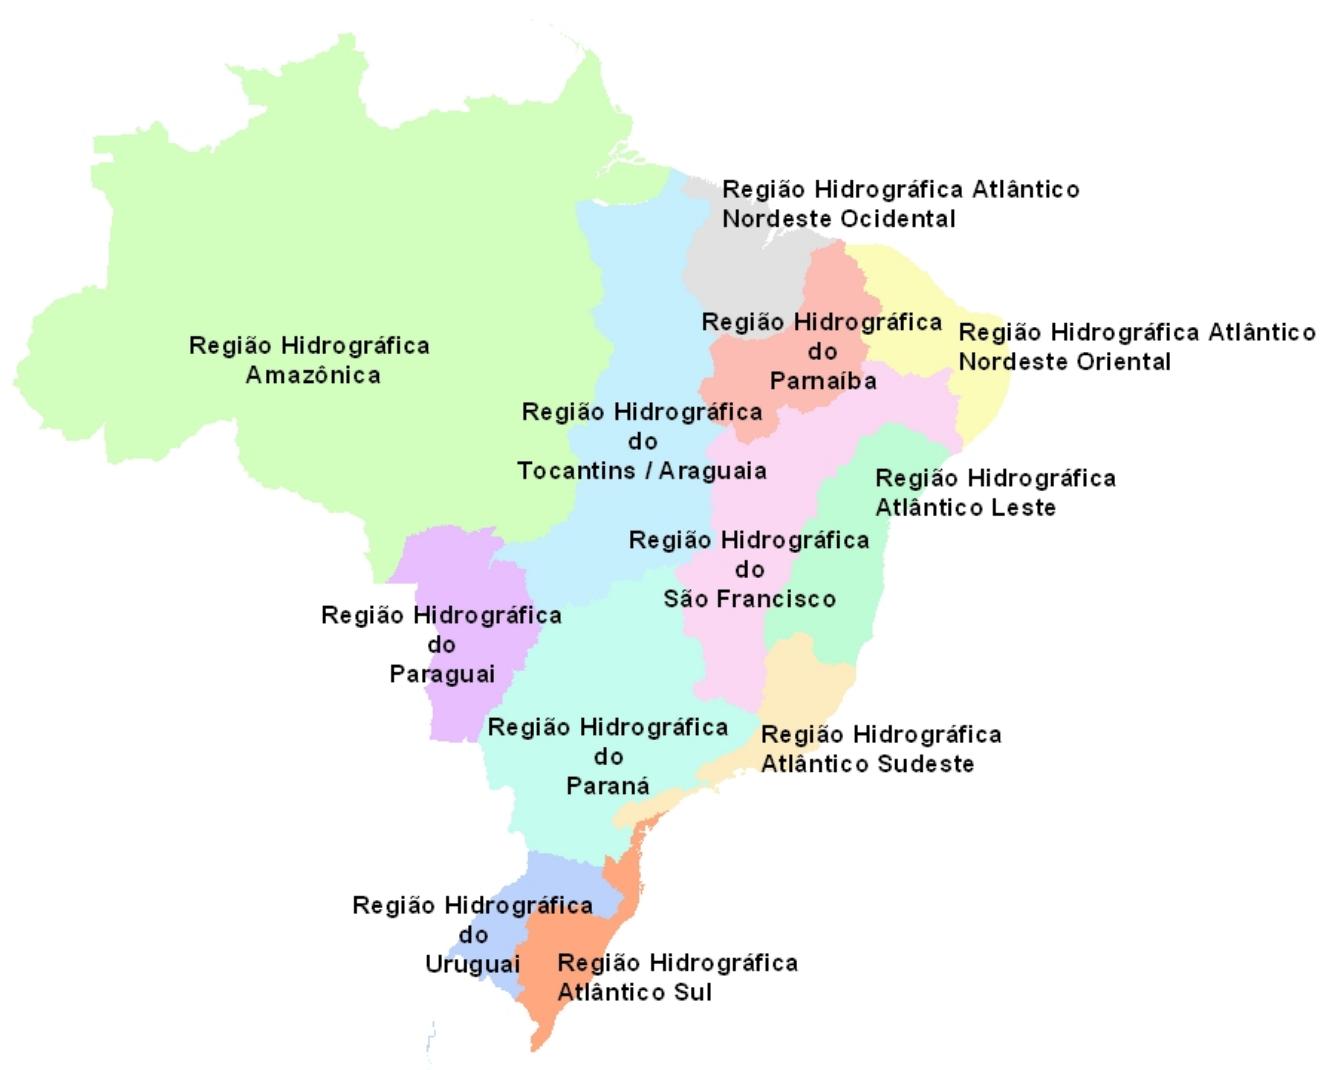 Região Hidrográfica Atlântico
Nordeste Ocidental
Região Hidrográfica
do
Parnaíba
Região Hidrográfica Atlântico
Nordeste Oriental
Região Hidrográfica
Amazônica
Região Hidrográfica
do
Tocantins / Araguaia
Região Hidrográfica
Atlântico Leste
Região Hidrográfica
do
São Francisco
Região Hidrográfica
do
Paraguai
Região Hidrográfica
do
Paraná
Região Hidrográfica
Atlântico Sudeste
Região Hidrográfica
do
Uruguai
Região Hidrográfica
Atlântico Sul